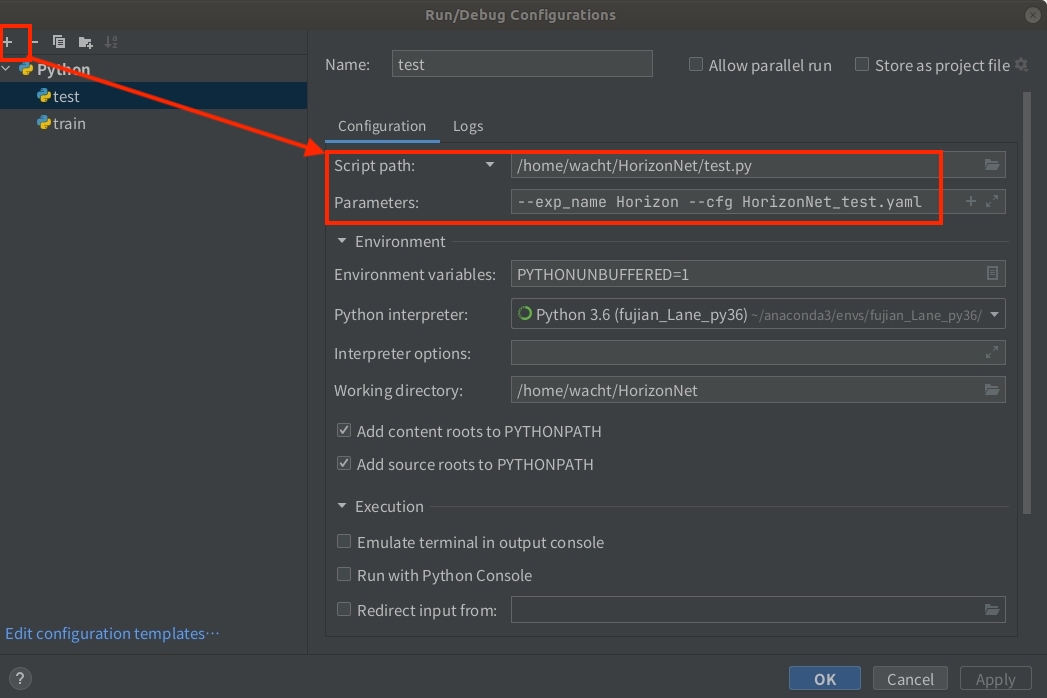 Run/Debug Configurations
Python
test
train
Edit configuration templates...
Name: test Allow parallel run Store as project file
Configuration Logs
Script path: /home/wacht/HorizonNet/test.py
Parameters: --exp_name Horizon --cfg HorizonNet_test.yaml
Environment
Environment variables: PYTHONUNBUFFERED=1
Python interpreter: Python 3.6 (fujian_Lane_py36) ~/anaconda3/envs/fujian_Lane_py36/
Interpreter options:
Working directory: /home/wacht/HorizonNet
Add content roots to PYTHONPATH
Add source roots to PYTHONPATH
Execution
Emulate terminal in output console
Run with Python Console
Redirect input from:
? OK Cancel Apply